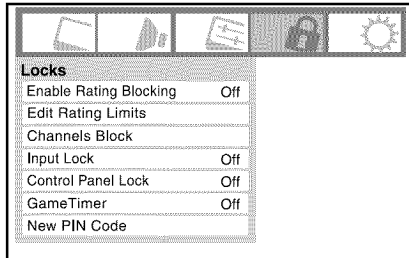 Locks
Enable Rating Blocking Off
Edit Rating Limits
Channels Block
Input Lock Off
Control Panel Lock Off
GameTimer Off
New PIN Code